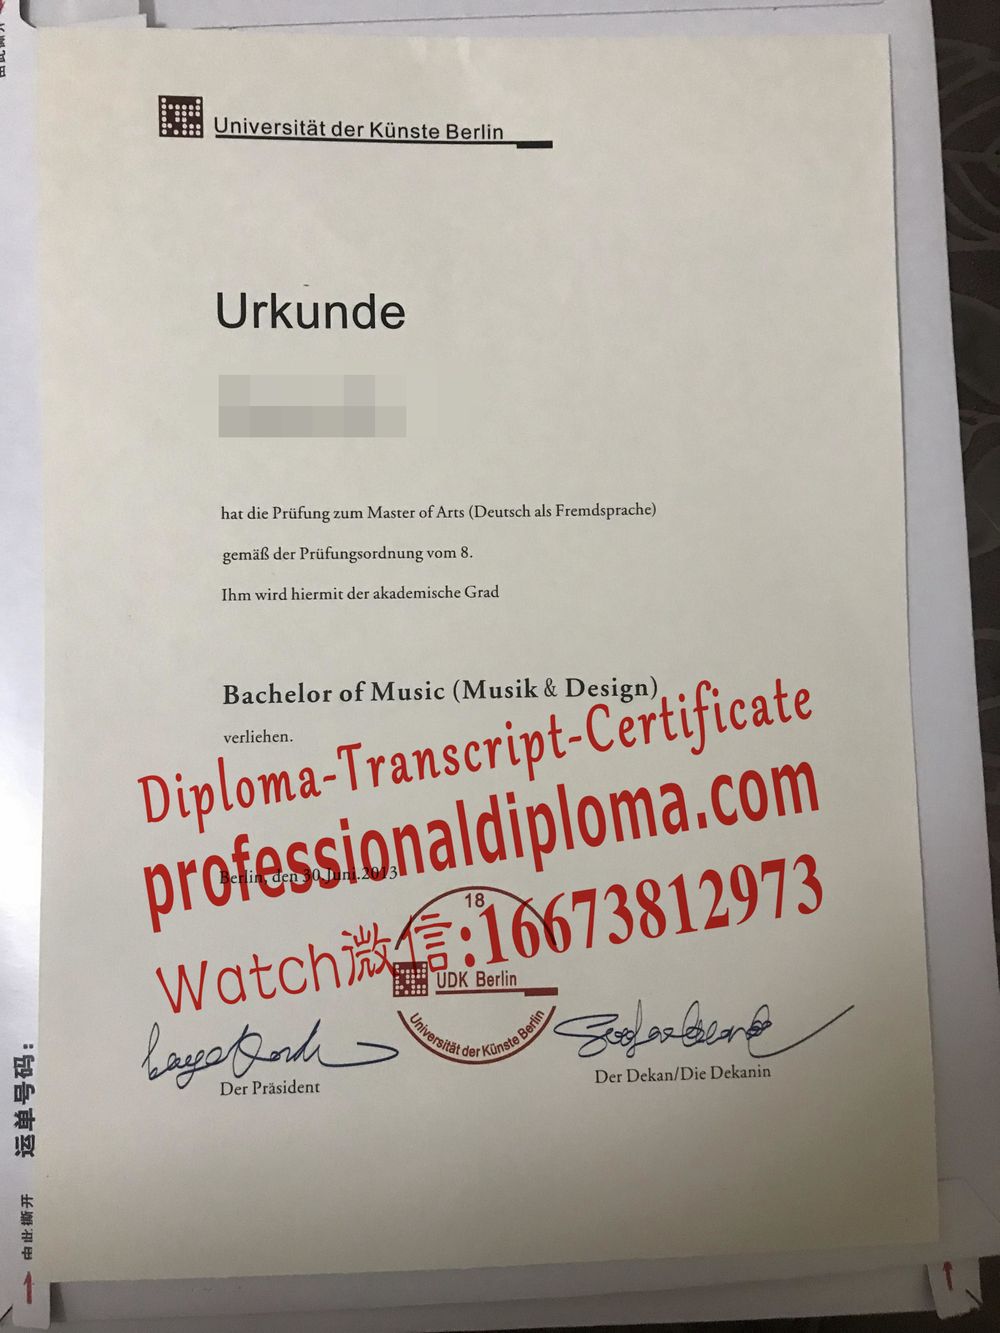 Universität der Künste Berlin
Urkunde
hat die Prüfung zum Master of Arts (Deutsch als Fremdsprache)
gemäß der Prüfungsordnung vom 8.
Ihm wird hiermit der akademische Grad
Bachelor of Music (Musik & Design)
verliehen.
Diploma-Transcript-Certificate
professionaldiploma.com
Berlin, den 30.Juni.2013
Watch微信:16673812973
18
UDK Berlin
Universität der Künste Berlin
Der Präsident
Der Dekan/Die Dekanin
运单号码:
由此撕开